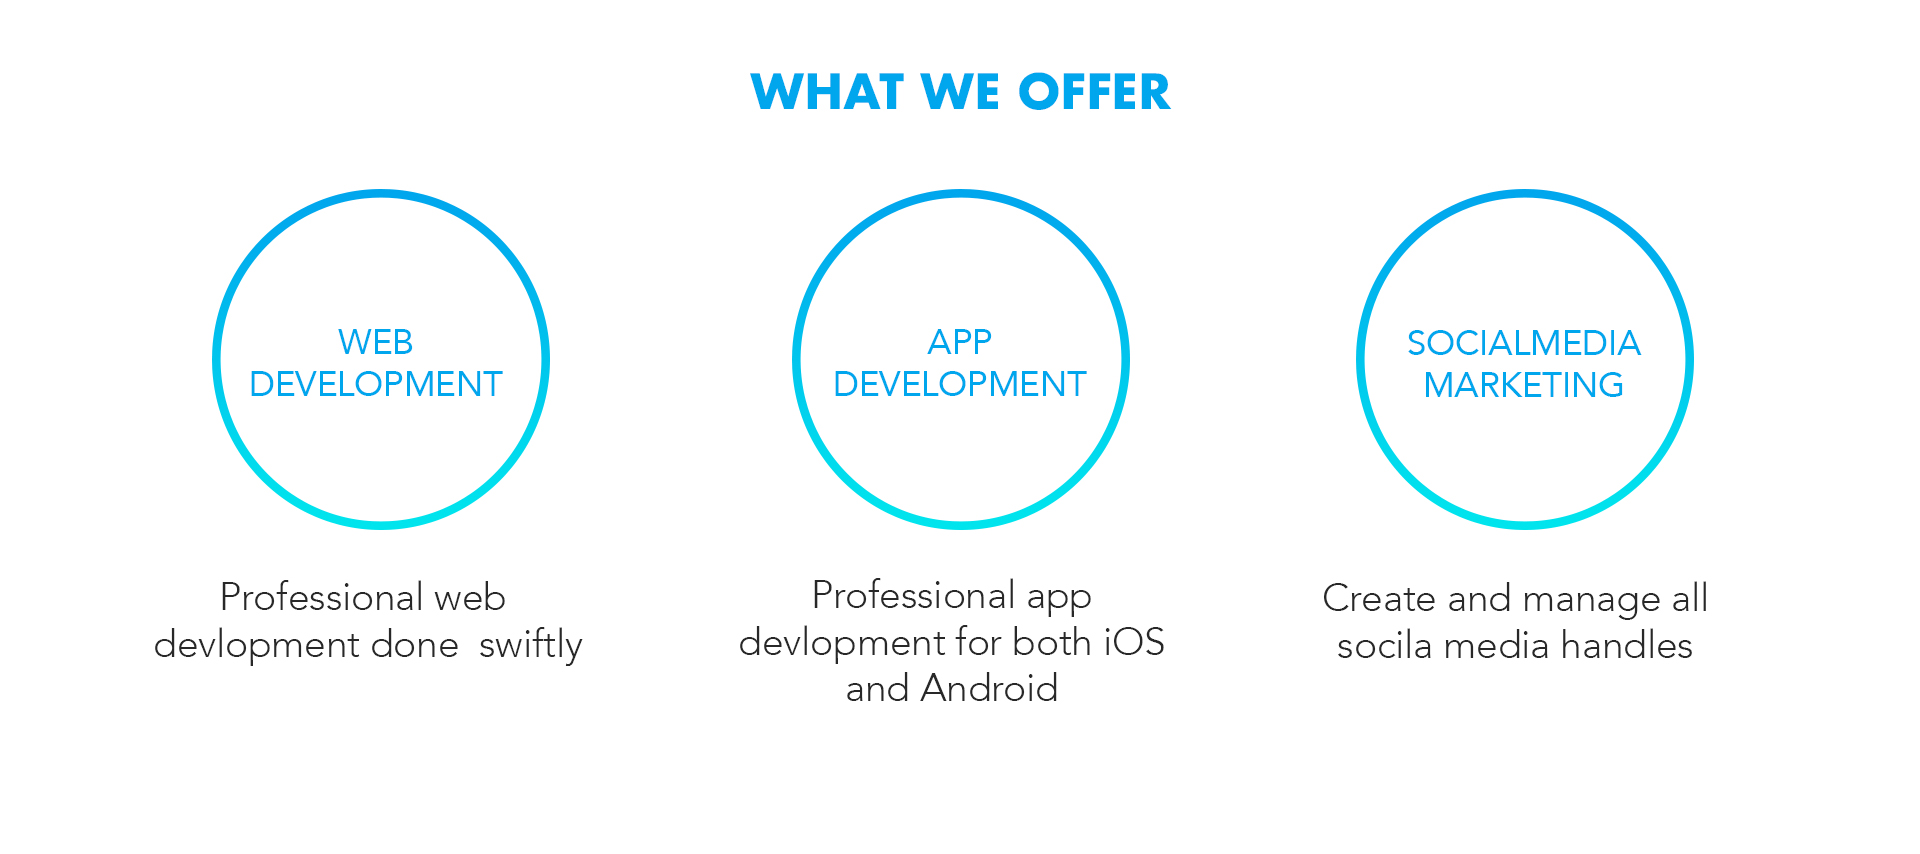 WHAT WE OFFER
WEB
DEVELOPMENT
APP
DEVELOPMENT
SOCIALMEDIA
MARKETING
Professional web
devlopment done  swiftly
Professional app
devlopment for both iOS
and Android
Create and manage all
socila media handles